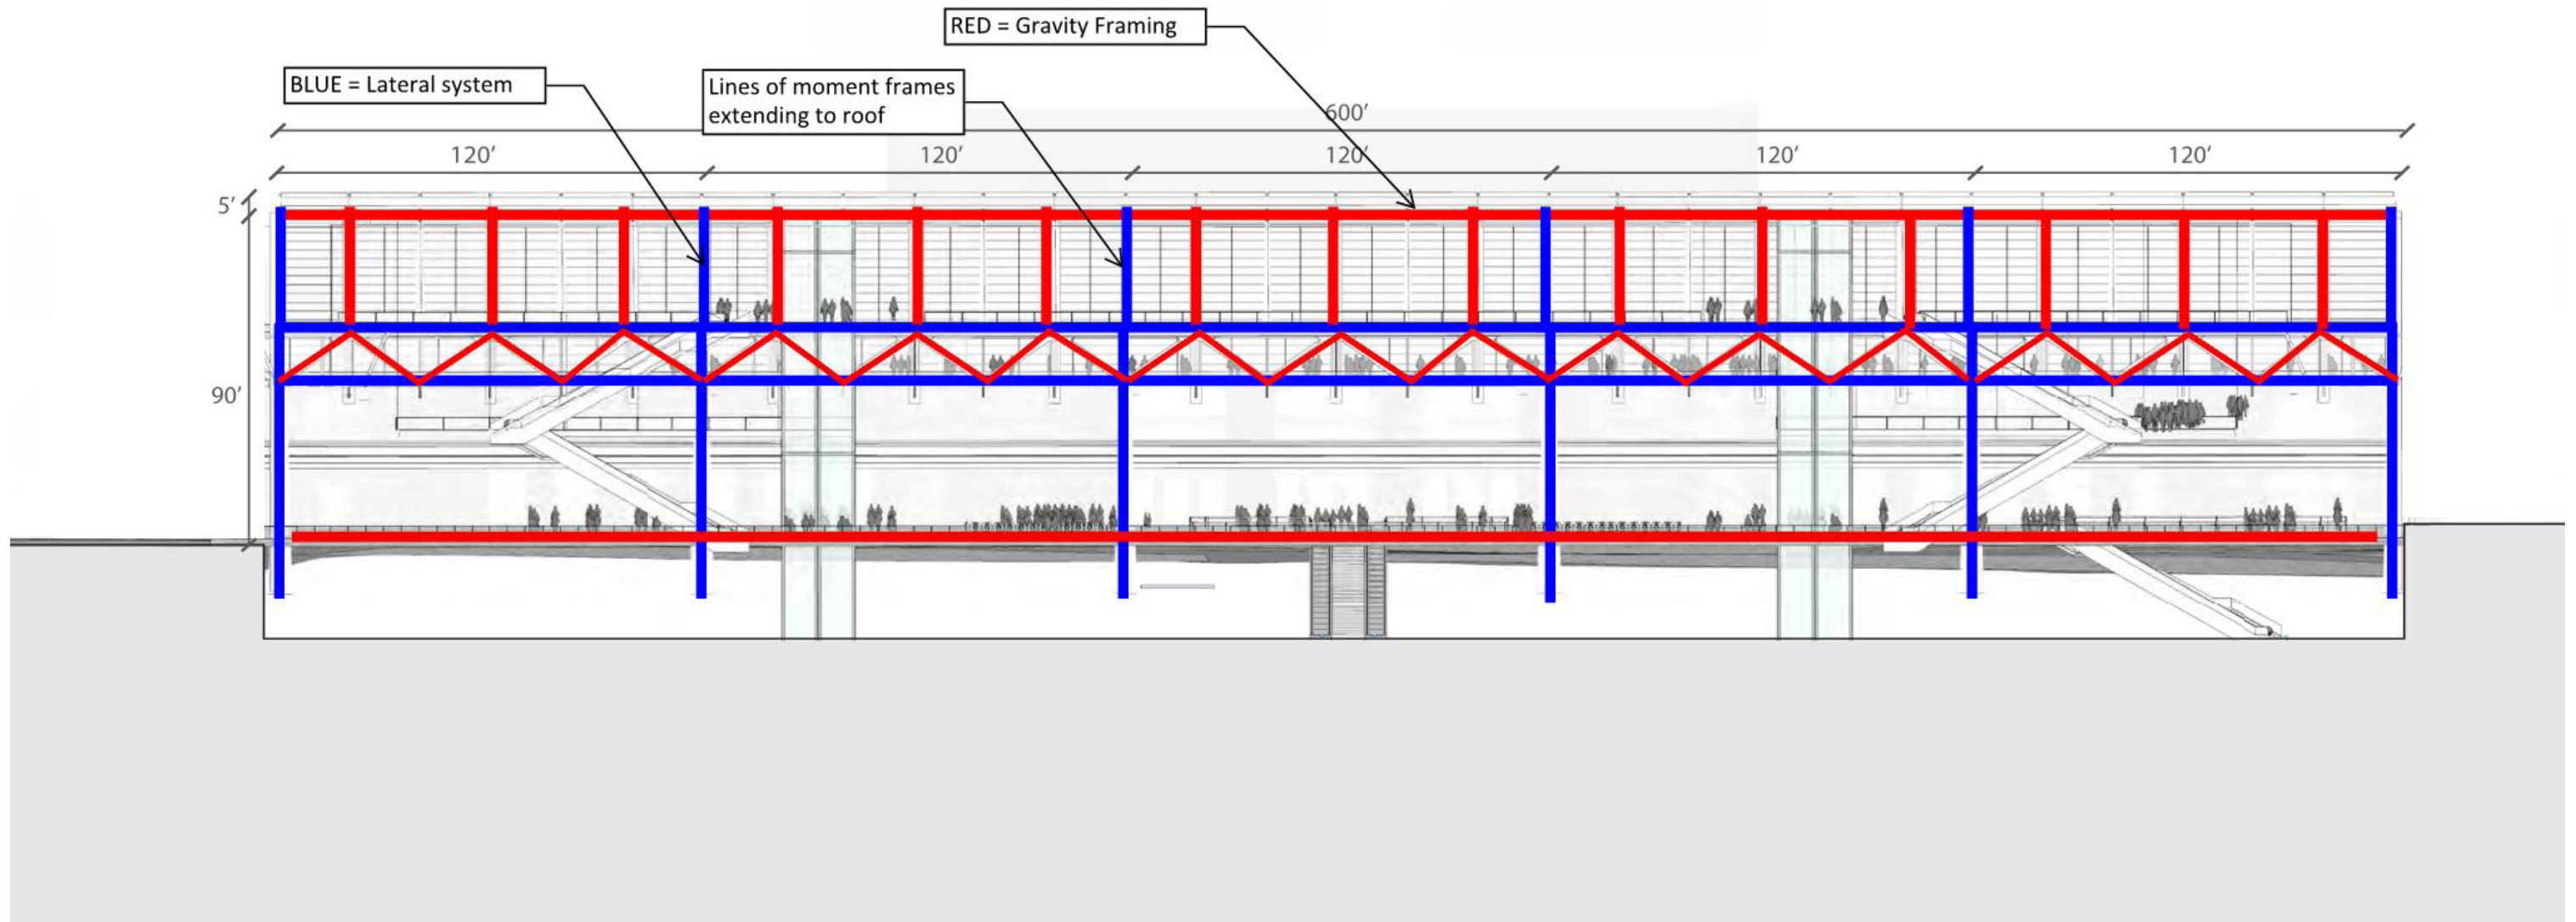 RED = Gravity Framing
BLUE = Lateral system
Lines of moment frames
extending to roof
600’
120’
120’
120’
120’
120’
5’
90’